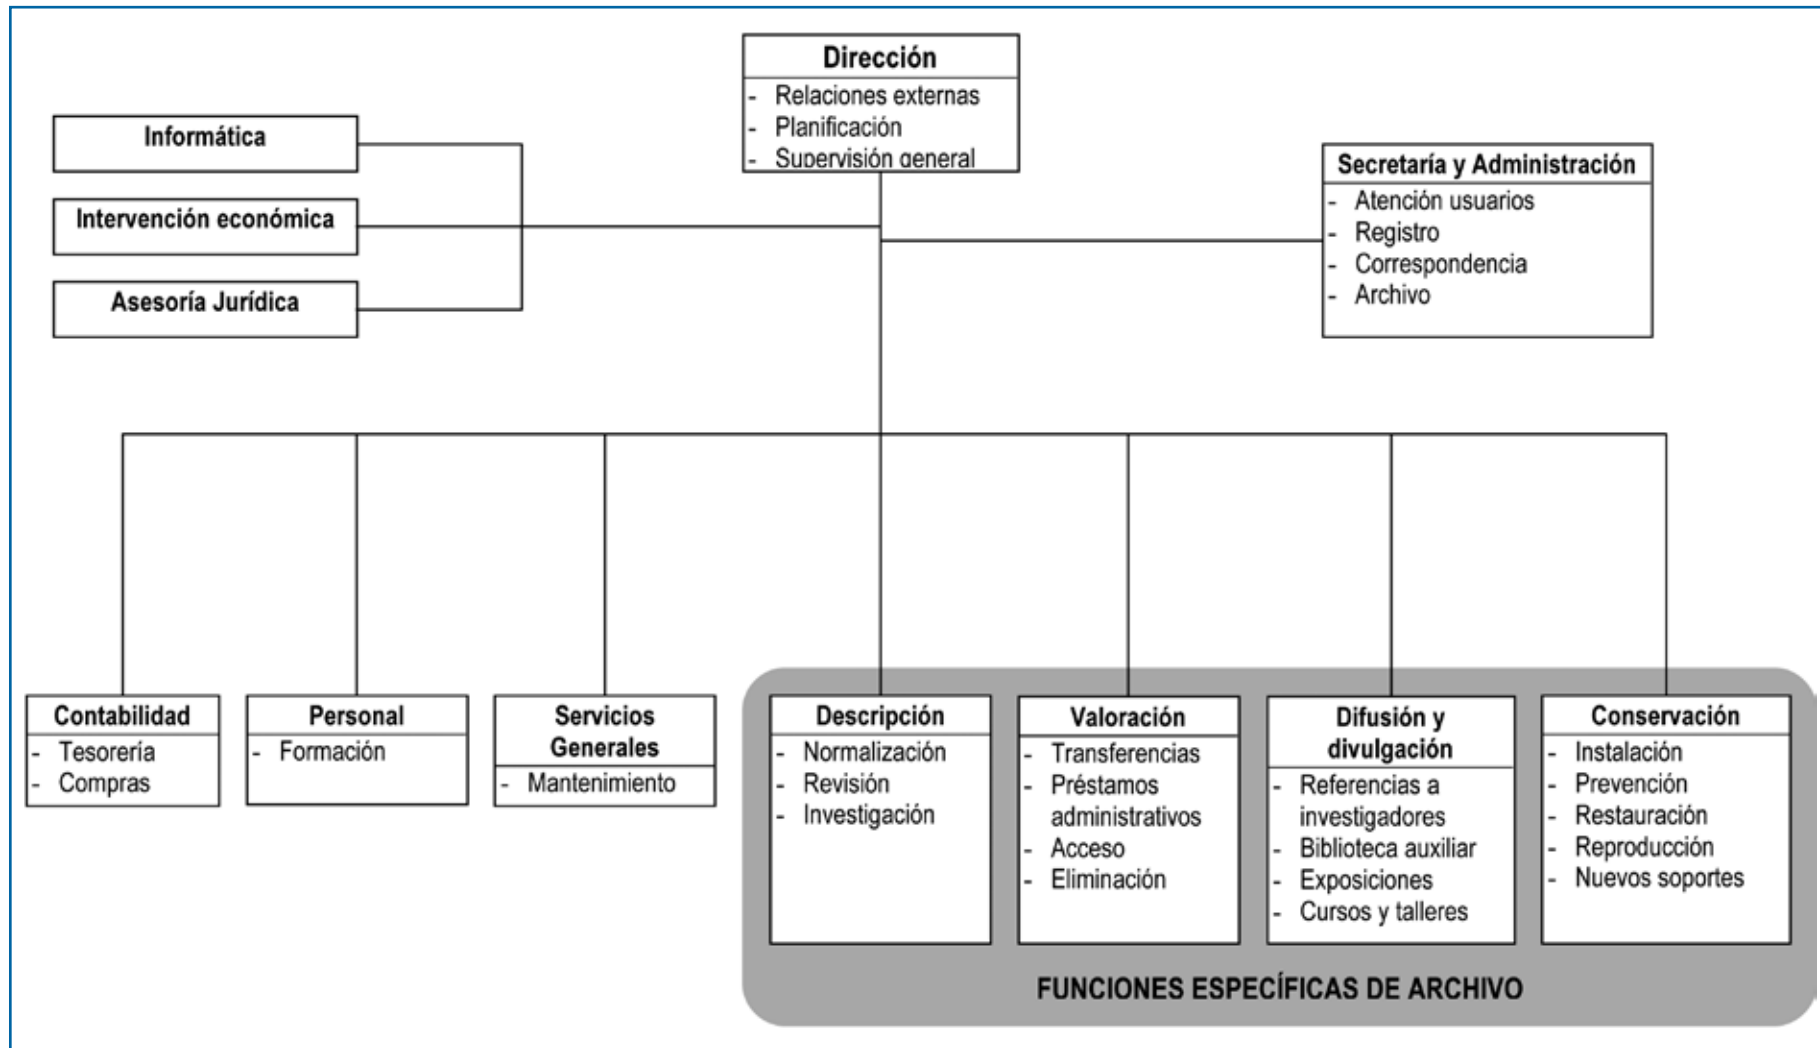 Dirección
- Relaciones externas
- Planificación
- Supervisión general
Informática
Intervención económica
Asesoría Jurídica
Secretaría y Administración
- Atención usuarios
- Registro
- Correspondencia
- Archivo
Contabilidad
- Tesorería
- Compras
Personal
- Formación
Servicios
Generales
- Mantenimiento
Descripción
- Normalización
- Revisión
- Investigación
Valoración
- Transferencias
- Préstamos
administrativos
- Acceso
- Eliminación
Difusión y
divulgación
- Referencias a
investigadores
- Biblioteca auxiliar
- Exposiciones
- Cursos y talleres
Conservación
- Instalación
- Prevención
- Restauración
- Reproducción
- Nuevos soportes
FUNCIONES ESPECÍFICAS DE ARCHIVO